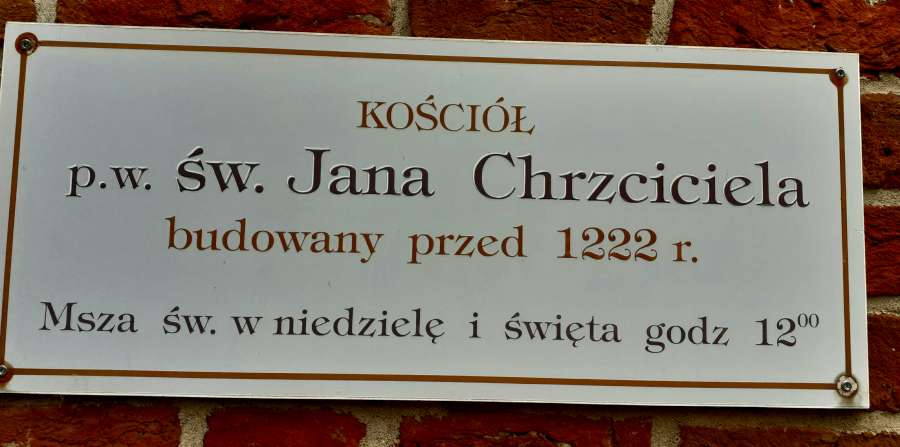 KOŚCIÓŁ
p.w. św. Jana Chrzciciela
budowany przed 1222 r.
Msza św. w niedzielę i święta godz 12⁰⁰